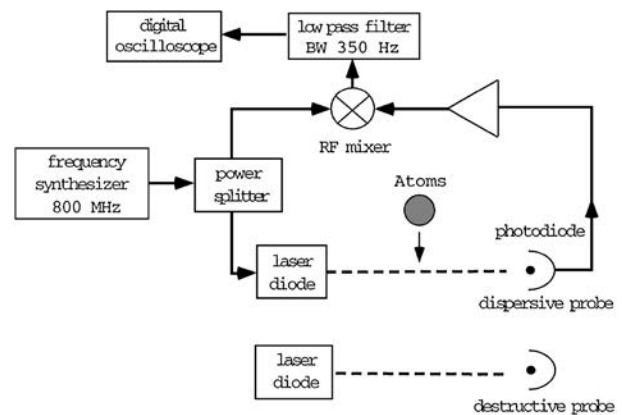 digital
oscilloscope
low pass filter
BW 350 Hz
RF mixer
frequency
synthesizer
800 MHz
power
splitter
Atoms
photodiode
laser
diode
dispersive probe
laser
diode
destructive probe